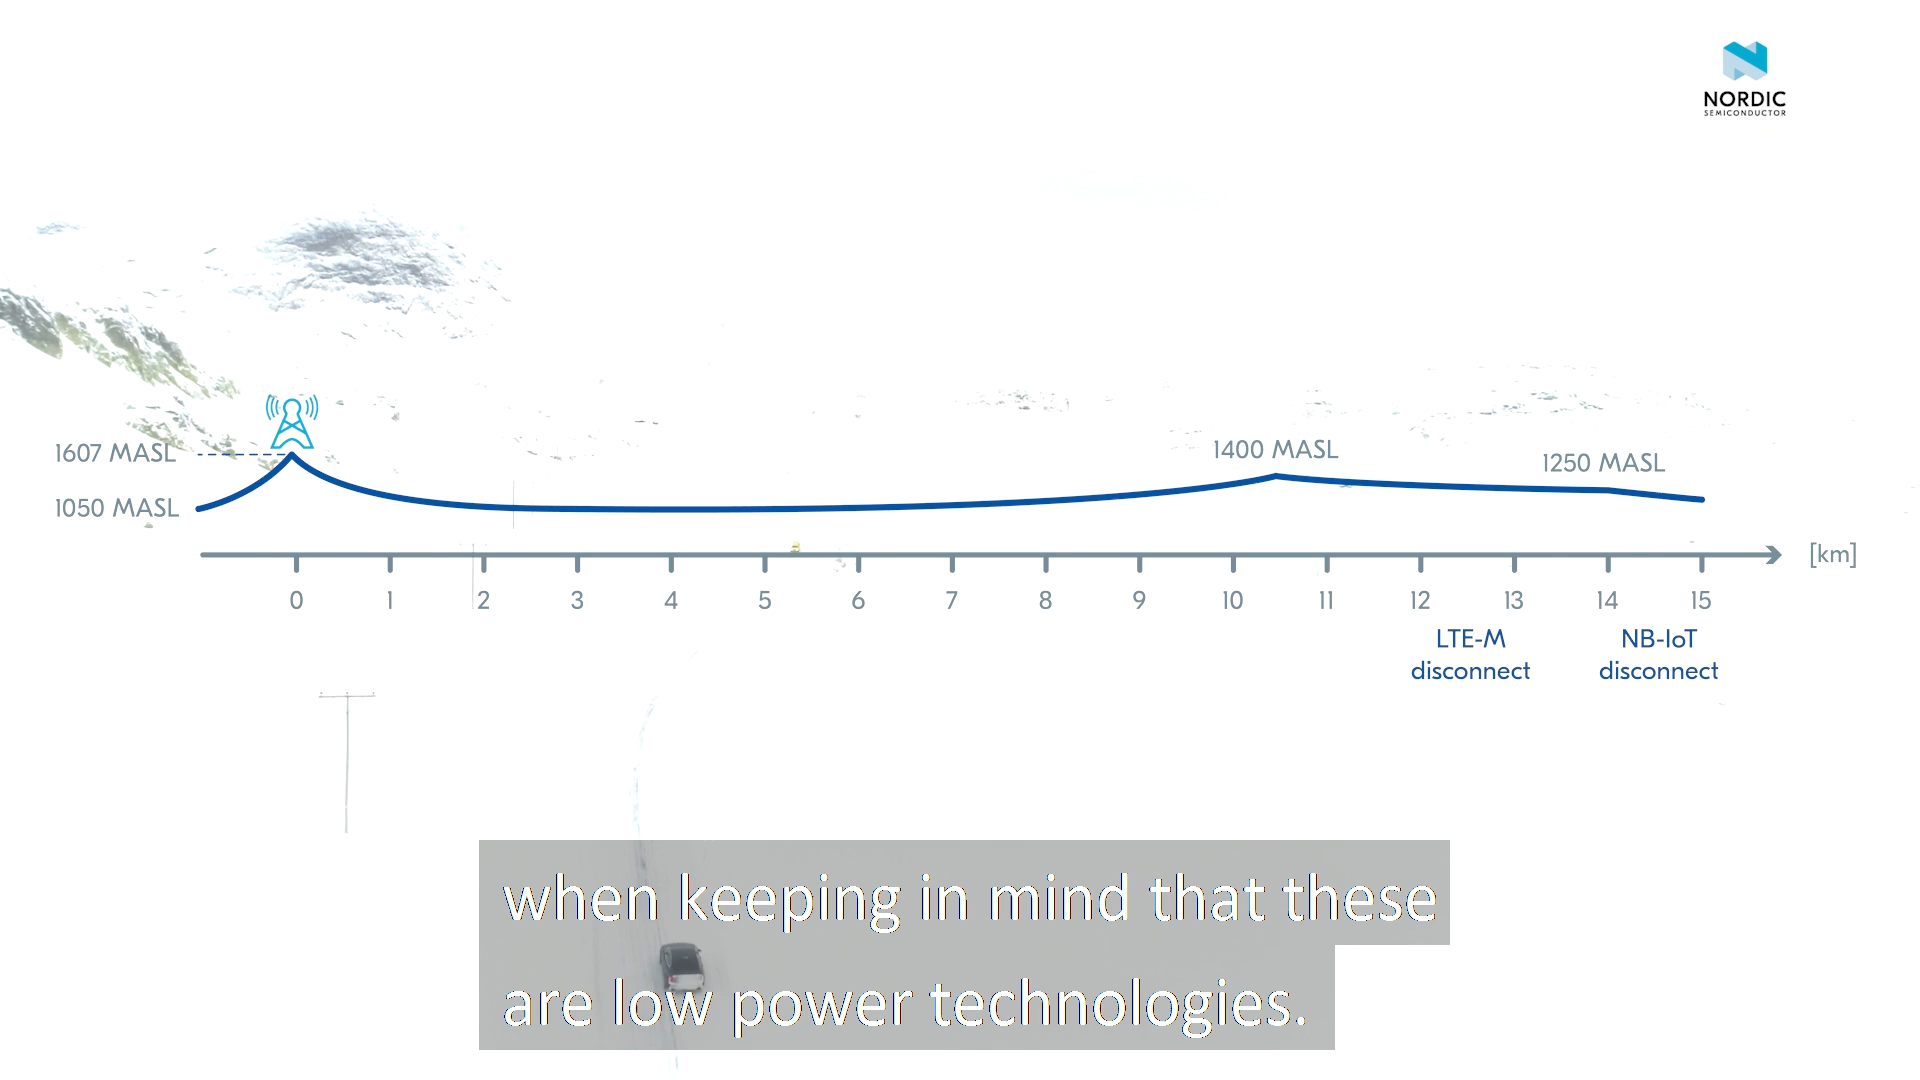 NORDIC
SEMICONDUCTOR
1607 MASL
1400 MASL
1250 MASL
1050 MASL
[km]
0 1 2 3 4 5 6 7 8 9 10 11 12 13 14 15
LTE-M
disconnect
NB-IoT
disconnect
when keeping in mind that these
are low power technologies.